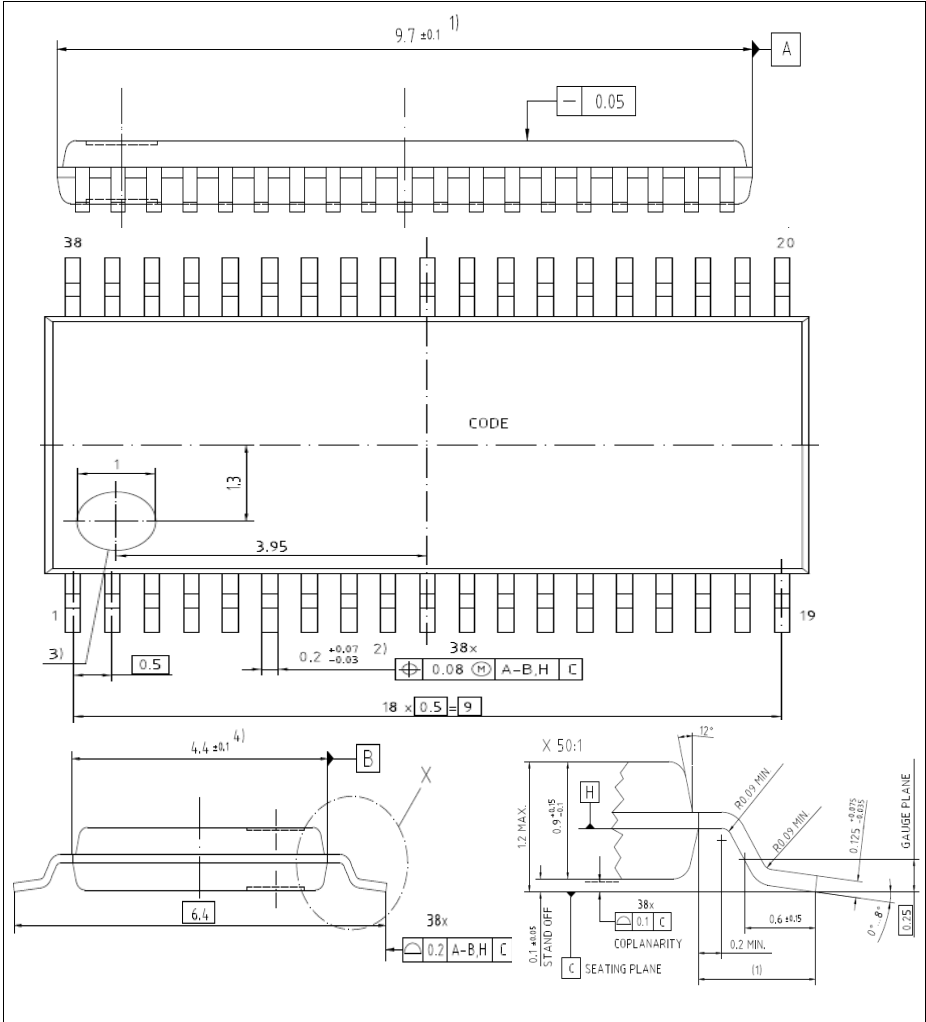 9.7 ±0.1 1)
A
— 0.05
38
20
CODE
1
1.3
3.95
1
19
3)
0.5
0.2 +0.07 -0.03 2)
38x
⌖ 0.08 Ⓜ A-B,H C
18 x 0.5 = 9
4.4 ±0.1 4)
B
X
6.4
38x
⌓ 0.2 A-B,H C
X 50:1
12°
H
1.2 MAX.
0.9 +0.15 -0.1
R0.09 MIN
R0.09 MIN
0.125 +0.075 -0.035
GAUGE PLANE
0.1 ±0.05
STAND OFF
38x
⌓ 0.1 C
COPLANARITY
C SEATING PLANE
0.6 ±0.15
0.2 MIN.
(1)
0°...8°
0.25